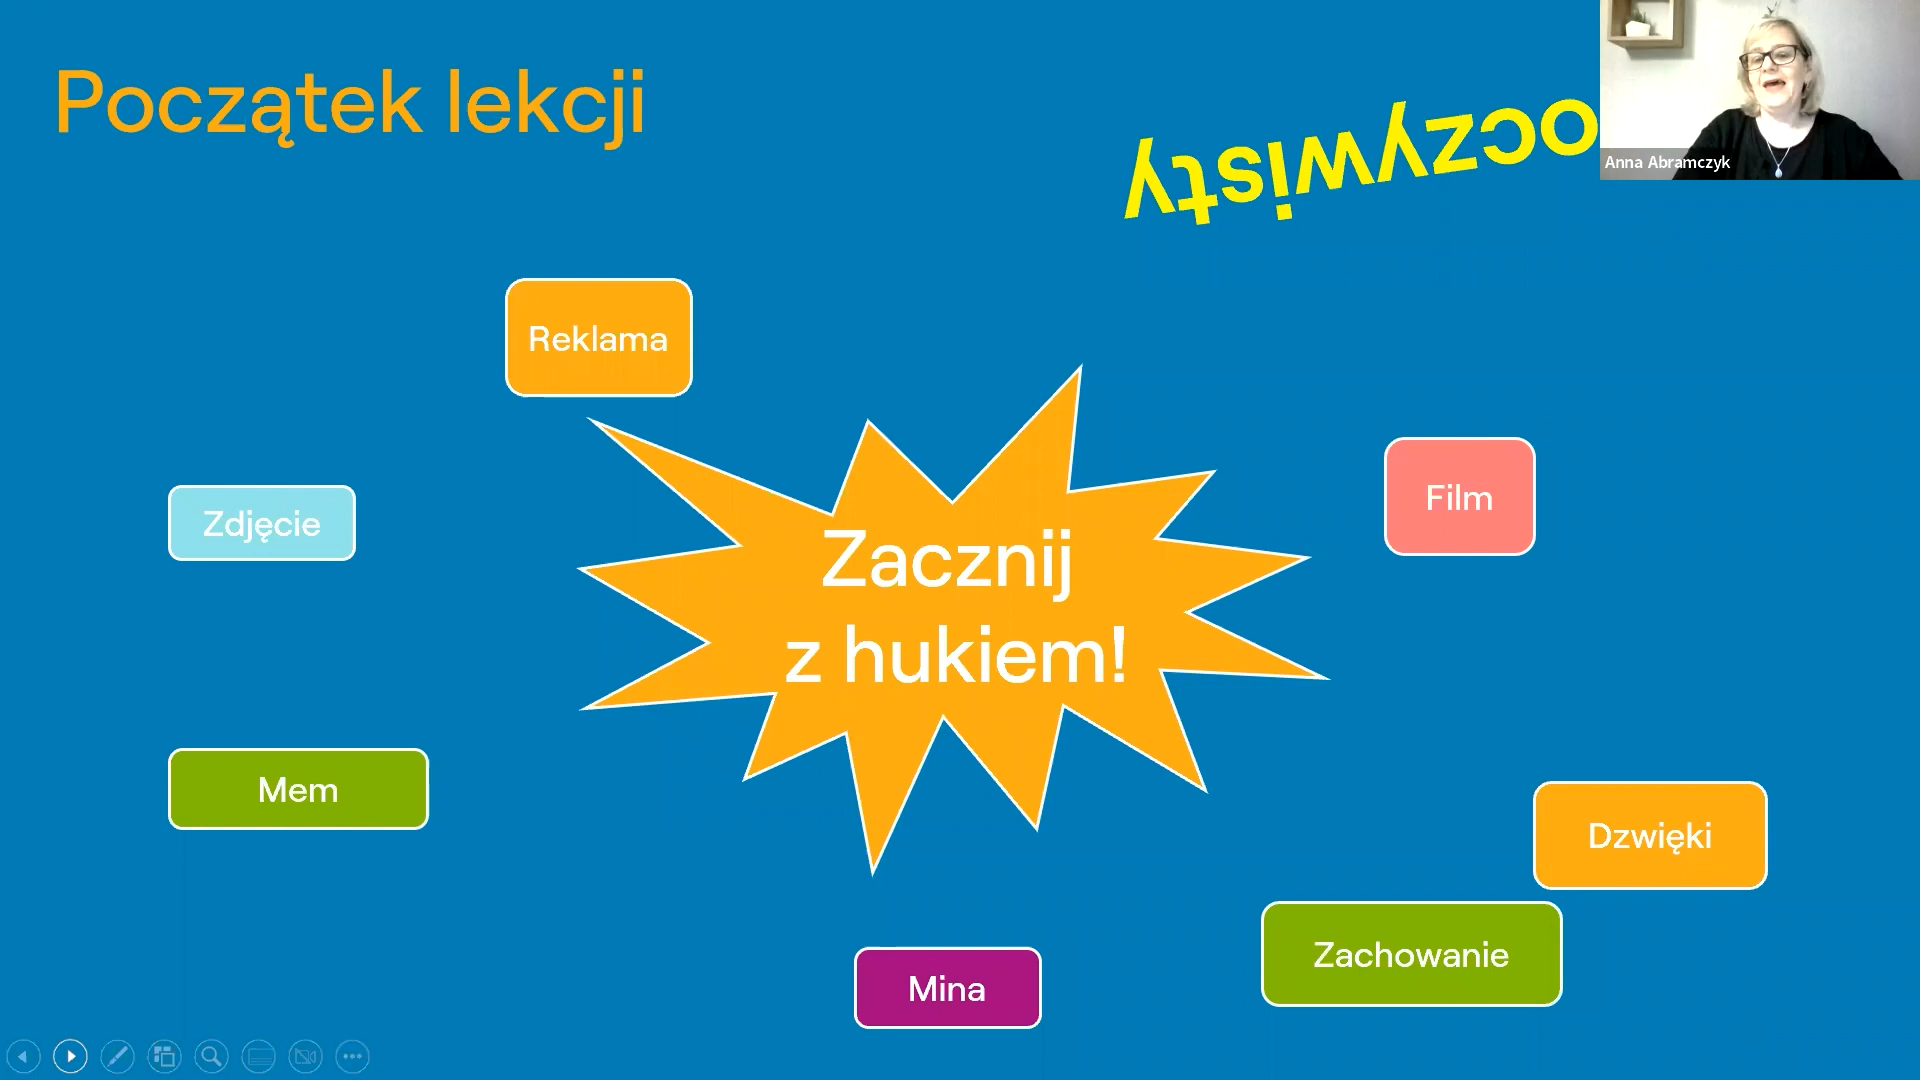 Początek lekcji
oczywisty
Anna Abramczyk
Reklama
Film
Zdjęcie
Zacznij
z hukiem!
Mem
Dzwięki
Zachowanie
Mina